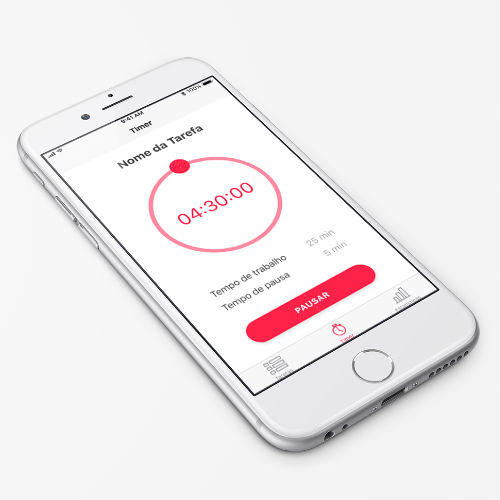 9:41 AM
100%
Timer
Nome da Tarefa
04:30:00
Tempo de trabalho 25 min
Tempo de pausa 5 min
PAUSAR
Tarefas
Timer